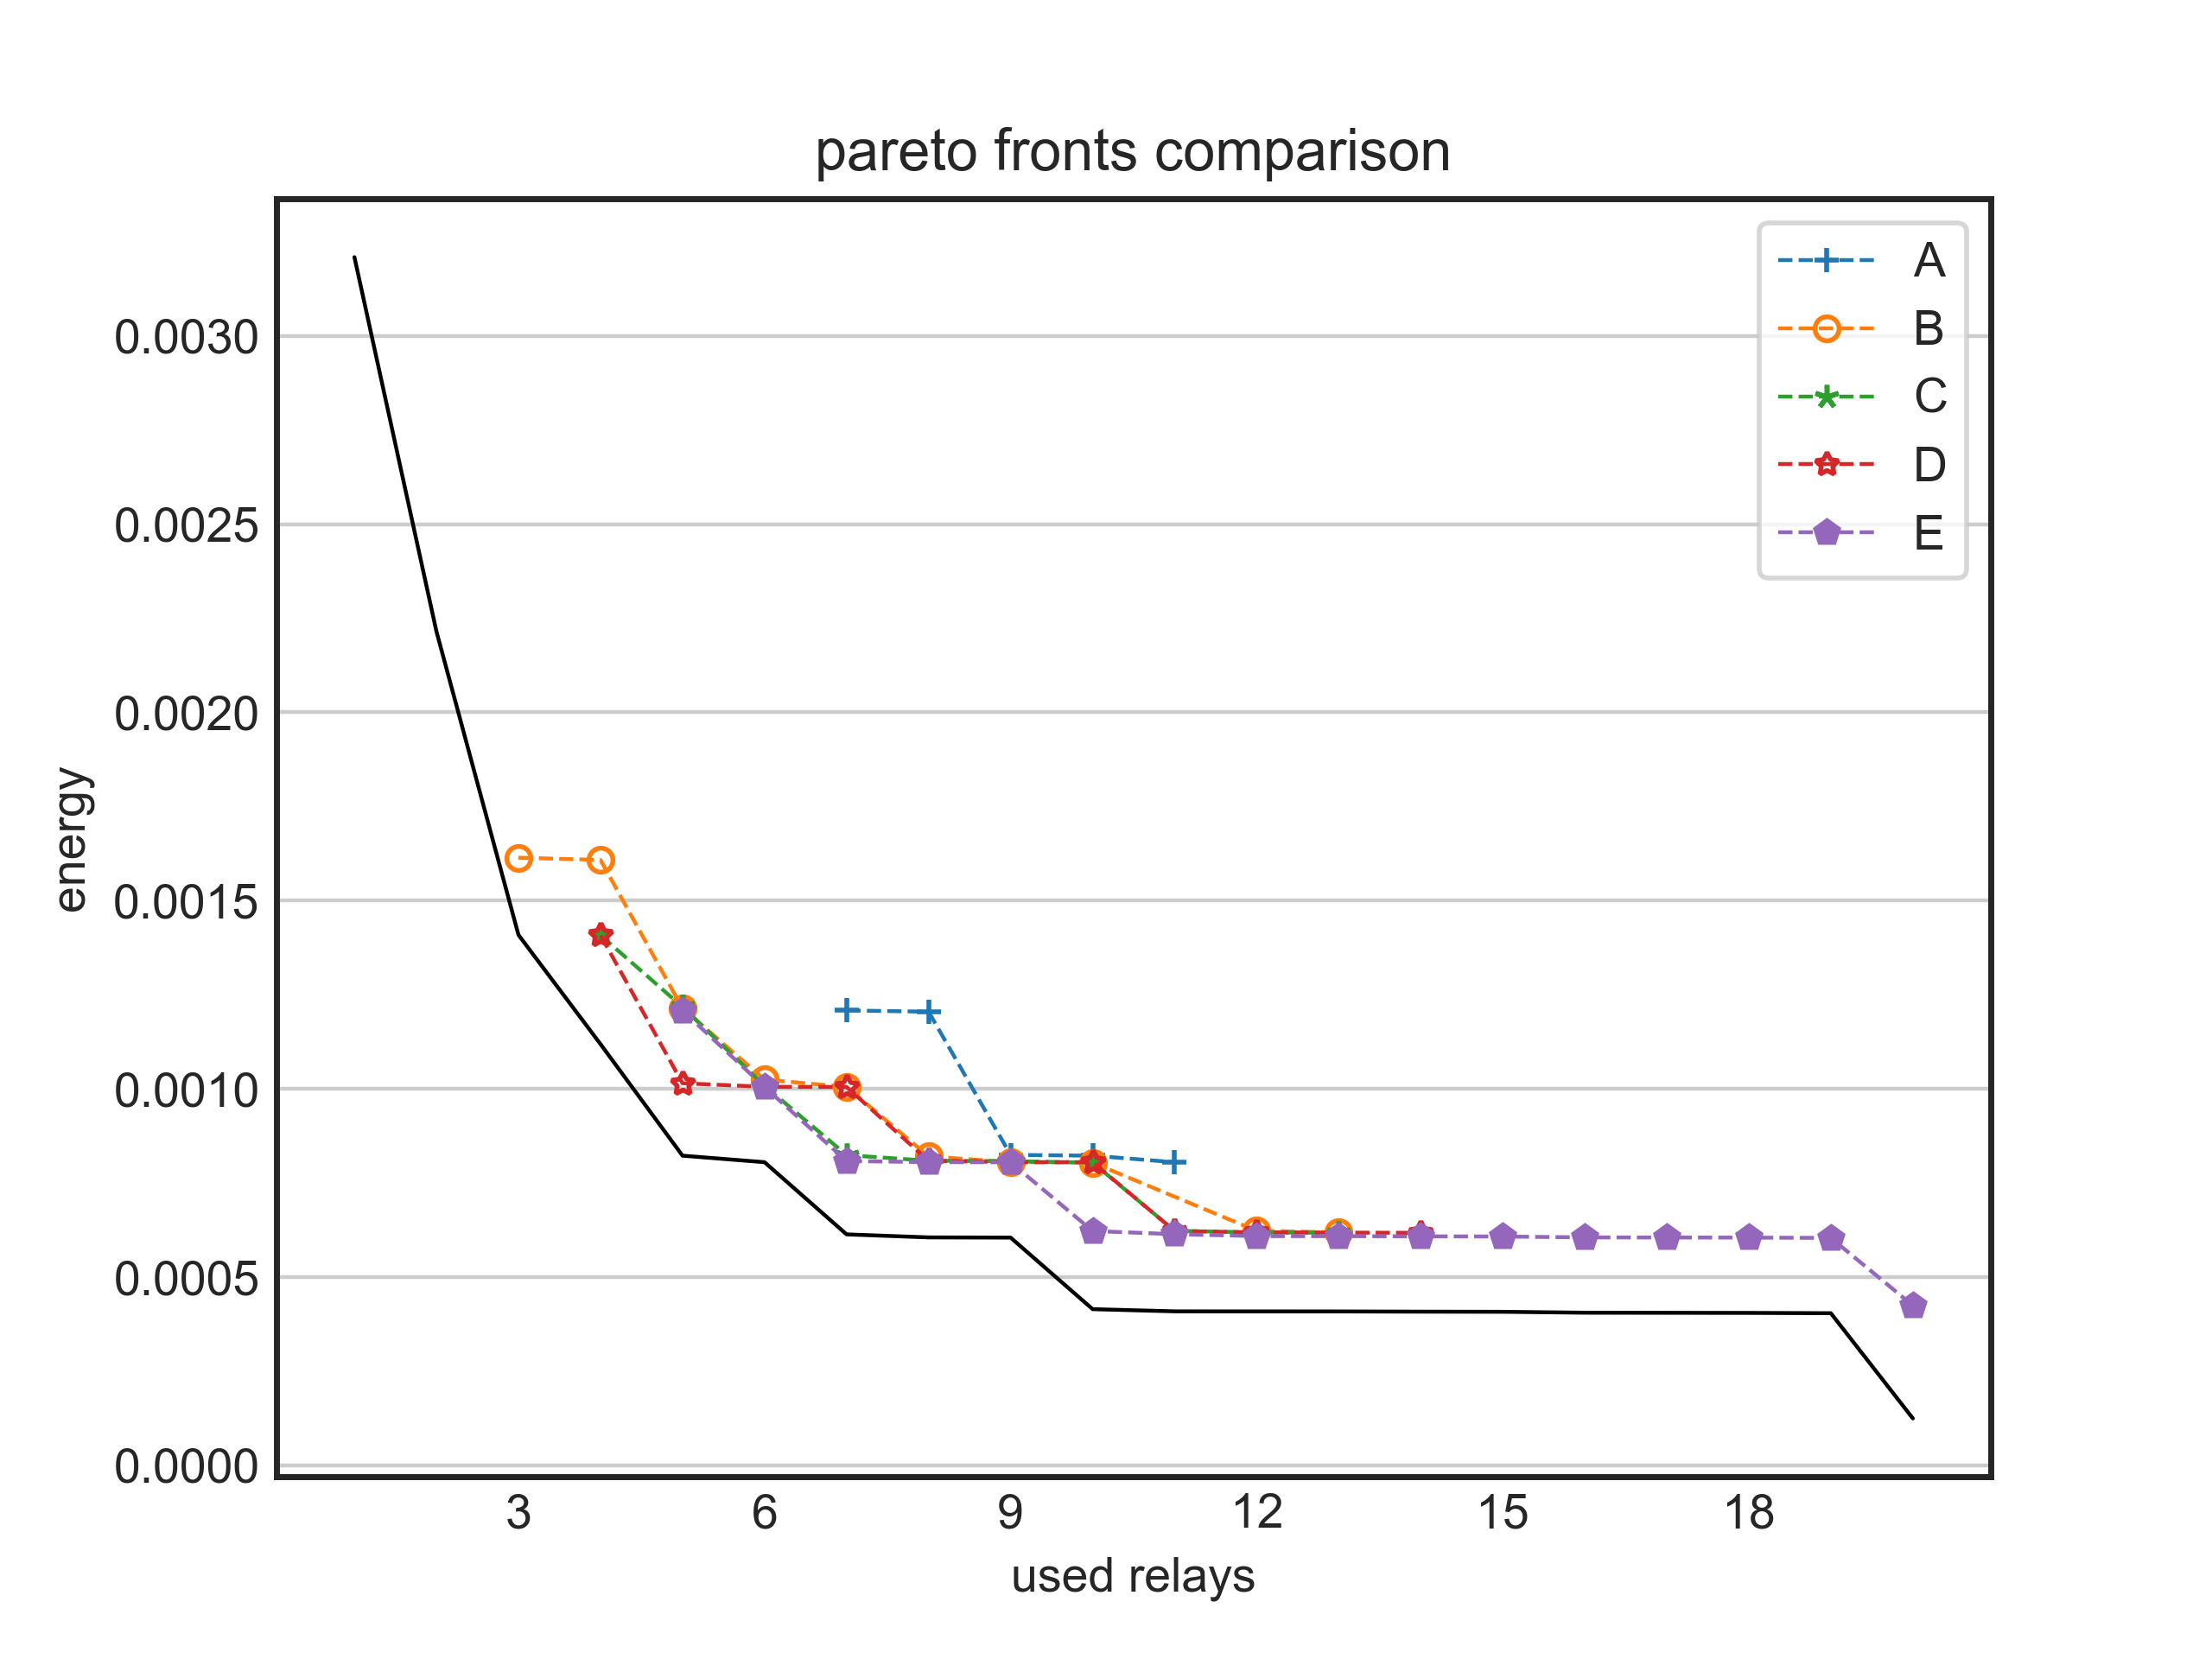 pareto fronts comparison
A
B
C
D
E
0.0030
0.0025
0.0020
0.0015
0.0010
0.0005
0.0000
energy
3 6 9 12 15 18
used relays